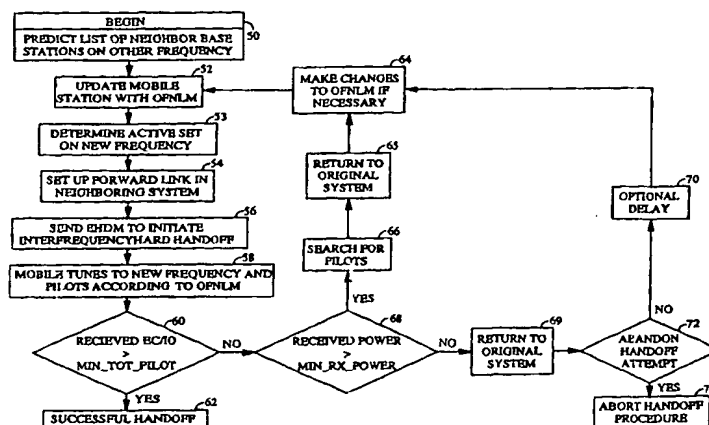 BEGIN
50
PREDICT LIST OF NEIGHBOR BASE
STATIONS ON OTHER FREQUENCY
52
UPDATE MOBILE
STATION WITH OFNLM
53
DETERMINE ACTIVE SET
ON NEW FREQUENCY
54
SET UP FORWARD LINK IN
NEIGHBORING SYSTEM
56
SEND EHDM TO INITIATE
INTERFREQUENCYHARD HANDOFF
58
MOBILE TUNES TO NEW FREQUENCY AND
PILOTS ACCORDING TO OFNLM
60
RECIEVED EC/IO
>
MIN_TOT_PILOT
NO
YES
62
SUCCESSFUL HANDOFF
64
MAKE CHANGES
TO OFNLM IF
NECESSARY
65
RETURN TO
ORIGINAL
SYSTEM
66
SEARCH FOR
PILOTS
YES
68
RECEIVED POWER
>
MIN_RX_POWER
NO
69
RETURN TO
ORIGINAL
SYSTEM
70
OPTIONAL
DELAY
NO
72
ABANDON
HANDOFF
ATTEMPT
YES
ABORT HANDOFF
PROCEDURE